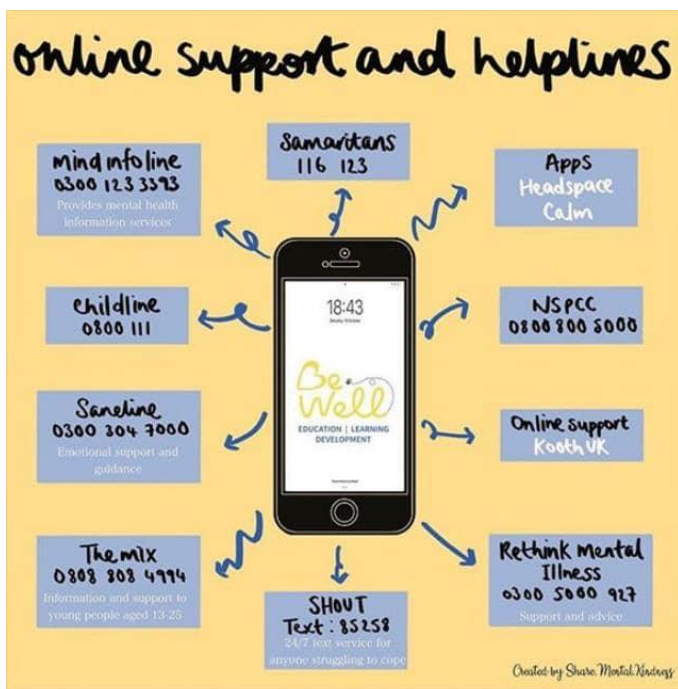 online support and helplines
Samaritans
116 123
mind infoline
0300 123 3393
Provides mental health
information services
Apps
Headspace
Calm
childline
0800 111
18:43
NSPCC
0800 800 5000
Be
Well
EDUCATION | LEARNING
DEVELOPMENT
Saneline
0300 304 7000
Emotional support and
guidance
Online support
Kooth UK
The mix
0808 808 4994
Information and support to
young people aged 13-25
Rethink Mental
Illness
0300 5000 927
Support and advice
SHOUT
Text: 85258
24/7 text service for
anyone struggling to cope
Created by Share.Mental.Kindness